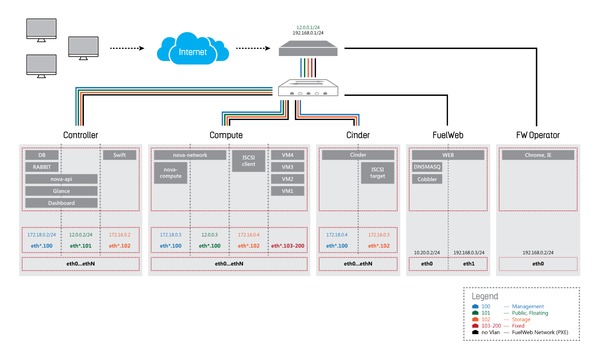 12.0.0.1/24
192.168.0.1/24
Internet
Controller
Compute
Cinder
FuelWeb
FW Operator
DB
Swift
RABBIT
nova-api
Glance
Dashboard
nova-network
nova-compute
ISCSI client
VM4
VM3
VM2
VM1
Cinder
ISCSI target
WEB
DNSMASQ
Cobbler
Chrome, IE
172.18.0.2/24
12.0.0.2/24
172.16.0.2
eth*.100
eth*.101
eth*.102
eth0...ethN
172.18.0.3
12.0.0.3
172.16.0.4
eth*.100
eth*.101
eth*.102
eth*.103-200
eth0...ethN
172.18.0.4
172.16.0.3
eth*.100
eth*.102
eth0...ethN
10.20.0.2/24
192.168.0.3/24
eth0
eth1
192.168.0.2/24
eth0
Legend
100 — Management
101 — Public, Floating
102 — Storage
103-200 — Fixed
no Vlan — FuelWeb Network (PXE)